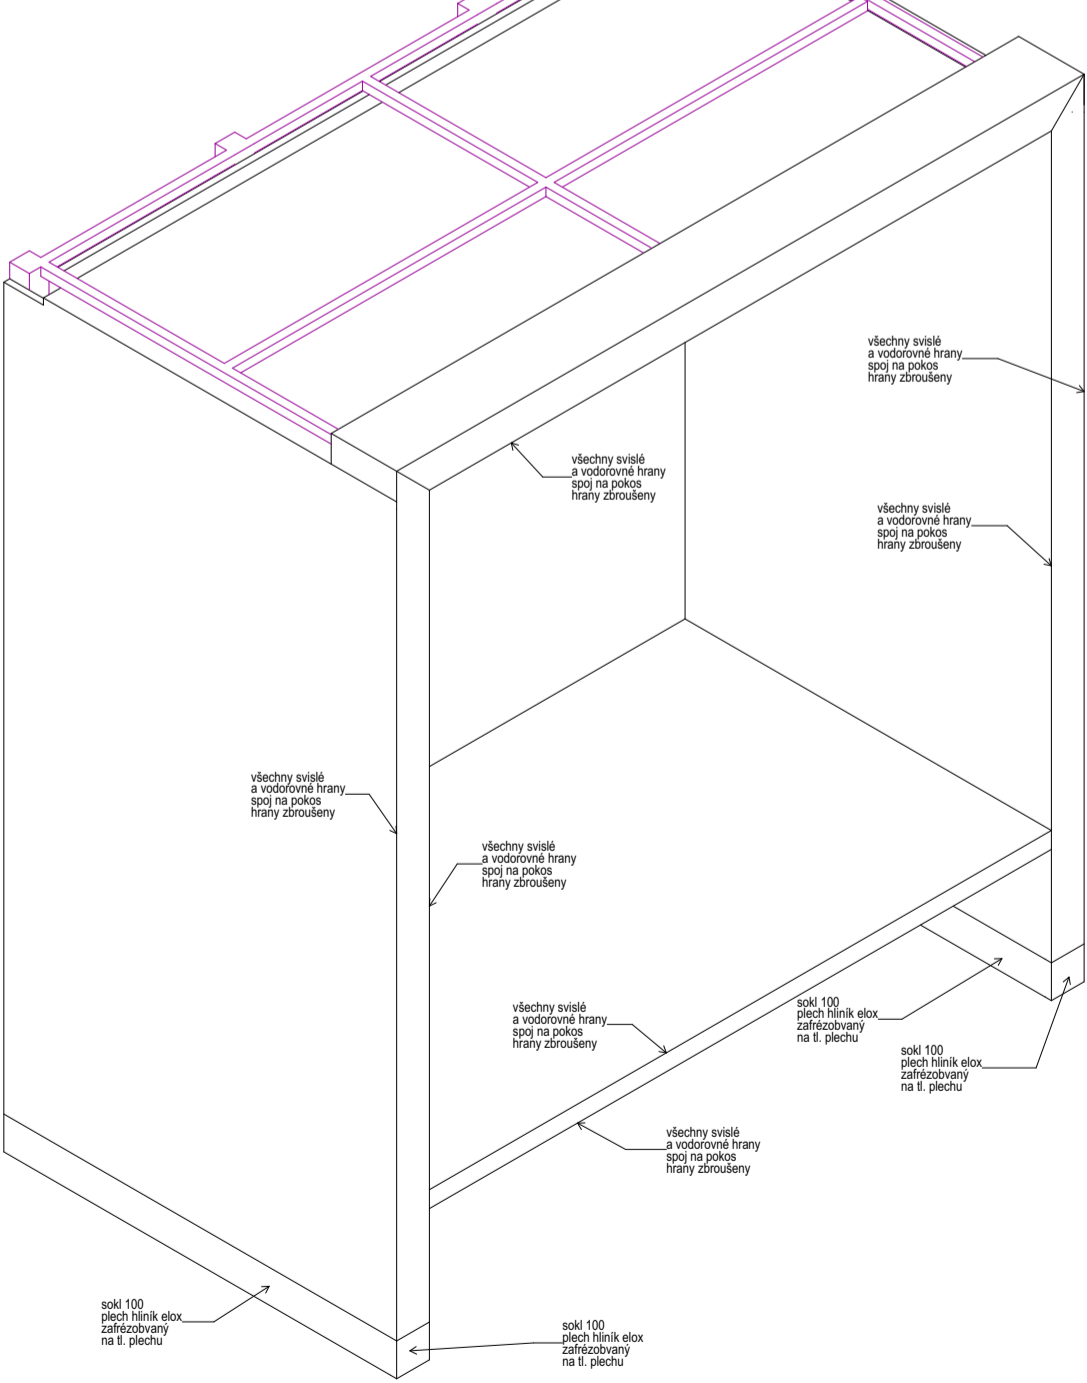 všechny svislé
a vodorovné hrany
spoj na pokos
hrany zbroušeny
všechny svislé
a vodorovné hrany
spoj na pokos
hrany zbroušeny
všechny svislé
a vodorovné hrany
spoj na pokos
hrany zbroušeny
všechny svislé
a vodorovné hrany
spoj na pokos
hrany zbroušeny
všechny svislé
a vodorovné hrany
spoj na pokos
hrany zbroušeny
všechny svislé
a vodorovné hrany
spoj na pokos
hrany zbroušeny
sokl 100
plech hliník elox
zafrézobvaný
na tl. plechu
sokl 100
plech hliník elox
zafrézobvaný
na tl. plechu
všechny svislé
a vodorovné hrany
spoj na pokos
hrany zbroušeny
sokl 100
plech hliník elox
zafrézobvaný
na tl. plechu
sokl 100
plech hliník elox
zafrézobvaný
na tl. plechu